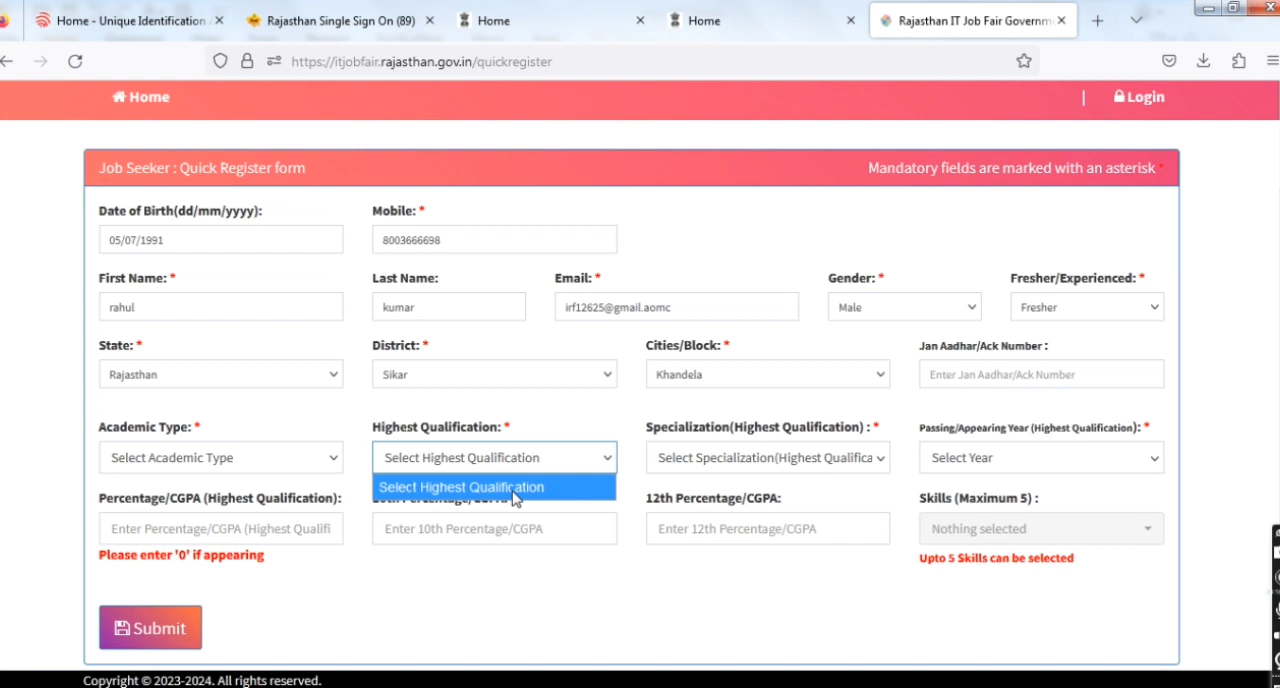 Home - Unique Identification
Rajasthan Single Sign On (89)
Home
Home
Rajasthan IT Job Fair Governm
https://itjobfair.rajasthan.gov.in/quickregister
Home
| Login
Job Seeker : Quick Register form
Mandatory fields are marked with an asterisk *
Date of Birth(dd/mm/yyyy):
Mobile: *
05/07/1991
8003666698
First Name: *
Last Name:
Email: *
Gender: *
Fresher/Experienced: *
rahul
kumar
irf12625@gmail.aomc
Male
Fresher
State: *
District: *
Cities/Block: *
Jan Aadhar/Ack Number :
Rajasthan
Sikar
Khandela
Enter Jan Aadhar/Ack Number
Academic Type: *
Highest Qualification: *
Specialization(Highest Qualification) : *
Passing/Appearing Year (Highest Qualification): *
Select Academic Type
Select Highest Qualification
Select Specialization(Highest Qualifica
Select Year
Select Highest Qualification
Percentage/CGPA (Highest Qualification):
12th Percentage/CGPA:
Skills (Maximum 5) :
Enter Percentage/CGPA (Highest Qualifi
Enter 10th Percentage/CGPA
Enter 12th Percentage/CGPA
Nothing selected
Please enter '0' if appearing
Upto 5 Skills can be selected
Submit
Copyright © 2023-2024. All rights reserved.